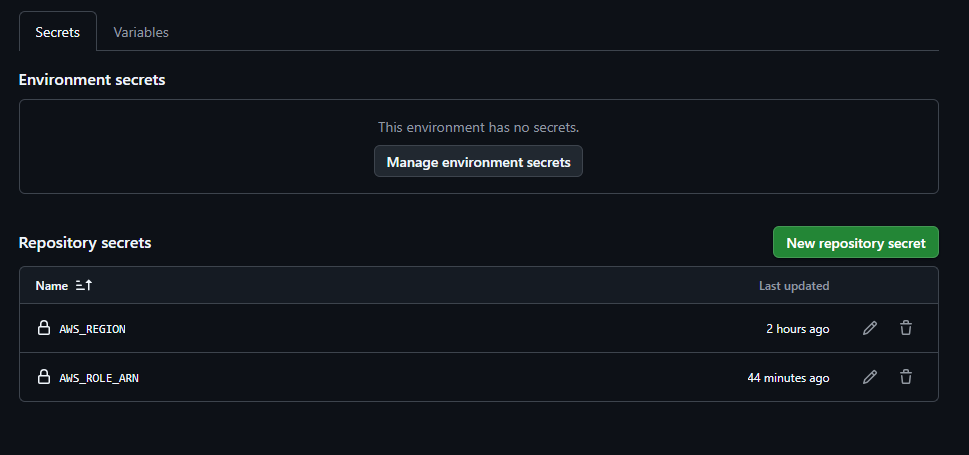 Secrets
Variables
Environment secrets
This environment has no secrets.
Manage environment secrets
Repository secrets
New repository secret
Name
Last updated
AWS_REGION
2 hours ago
AWS_ROLE_ARN
44 minutes ago